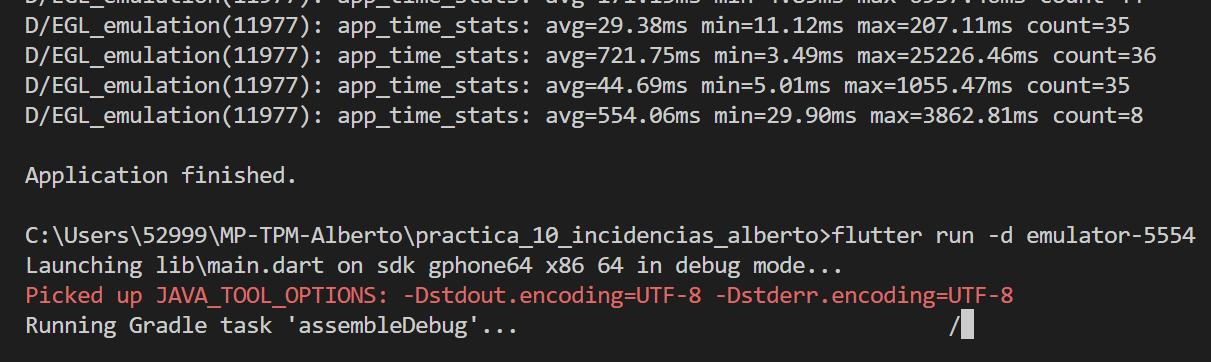 D/EGL_emulation(11977): app_time_stats: avg=29.38ms min=11.12ms max=207.11ms count=35
D/EGL_emulation(11977): app_time_stats: avg=721.75ms min=3.49ms max=25226.46ms count=36
D/EGL_emulation(11977): app_time_stats: avg=44.69ms min=5.01ms max=1055.47ms count=35
D/EGL_emulation(11977): app_time_stats: avg=554.06ms min=29.90ms max=3862.81ms count=8
Application finished.
C:\Users\52999\MP-TPM-Alberto\practica_10_incidencias_alberto>flutter run -d emulator-5554
Launching lib\main.dart on sdk gphone64 x86 64 in debug mode...
Picked up JAVA_TOOL_OPTIONS: -Dstdout.encoding=UTF-8 -Dstderr.encoding=UTF-8
Running Gradle task 'assembleDebug'... /